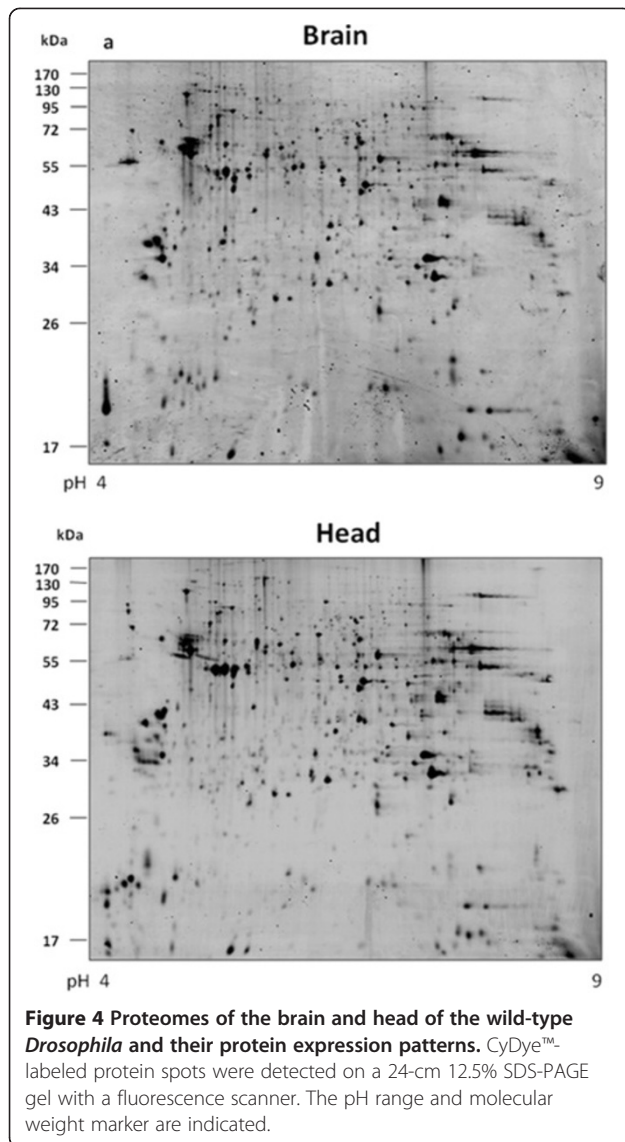 Brain
kDa a
170
130
95
72
55
43
34
26
17
pH 4 9
Head
kDa
170
130
95
72
55
43
34
26
17
pH 4 9
Figure 4 Proteomes of the brain and head of the wild-type
Drosophila and their protein expression patterns. CyDye™-
labeled protein spots were detected on a 24-cm 12.5% SDS-PAGE
gel with a fluorescence scanner. The pH range and molecular
weight marker are indicated.